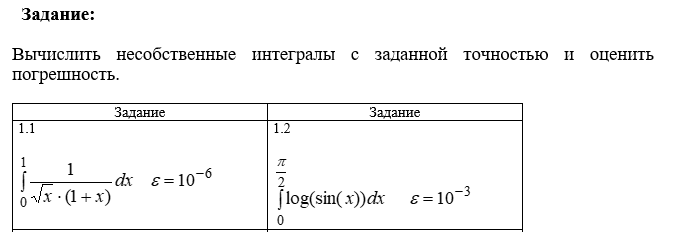 Задание:
Вычислить несобственные интегралы с заданной точностью и оценить
погрешность.
Задание Задание
1.1 1.2
∫₀¹ 1/(√x·(1+x)) dx ε=10⁻⁶ ∫₀^(π/2) log(sin(x))dx ε=10⁻³